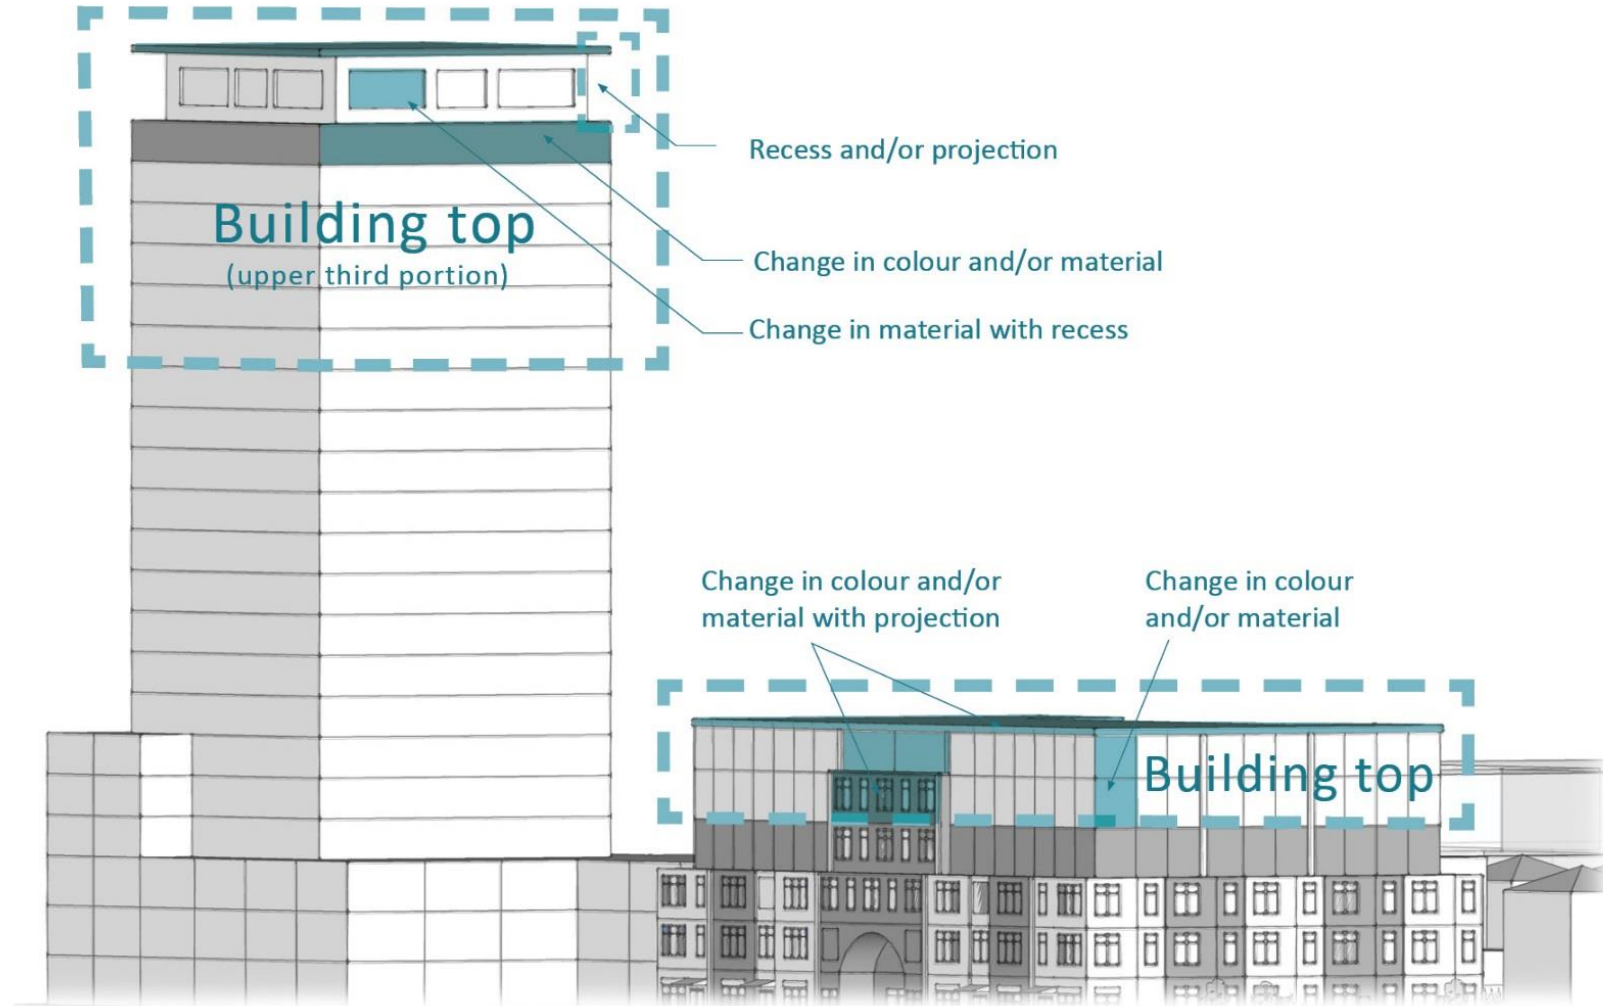 Recess and/or projection
Building top
(upper third portion)
Change in colour and/or material
Change in material with recess
Change in colour and/or
material with projection
Change in colour
and/or material
Building top